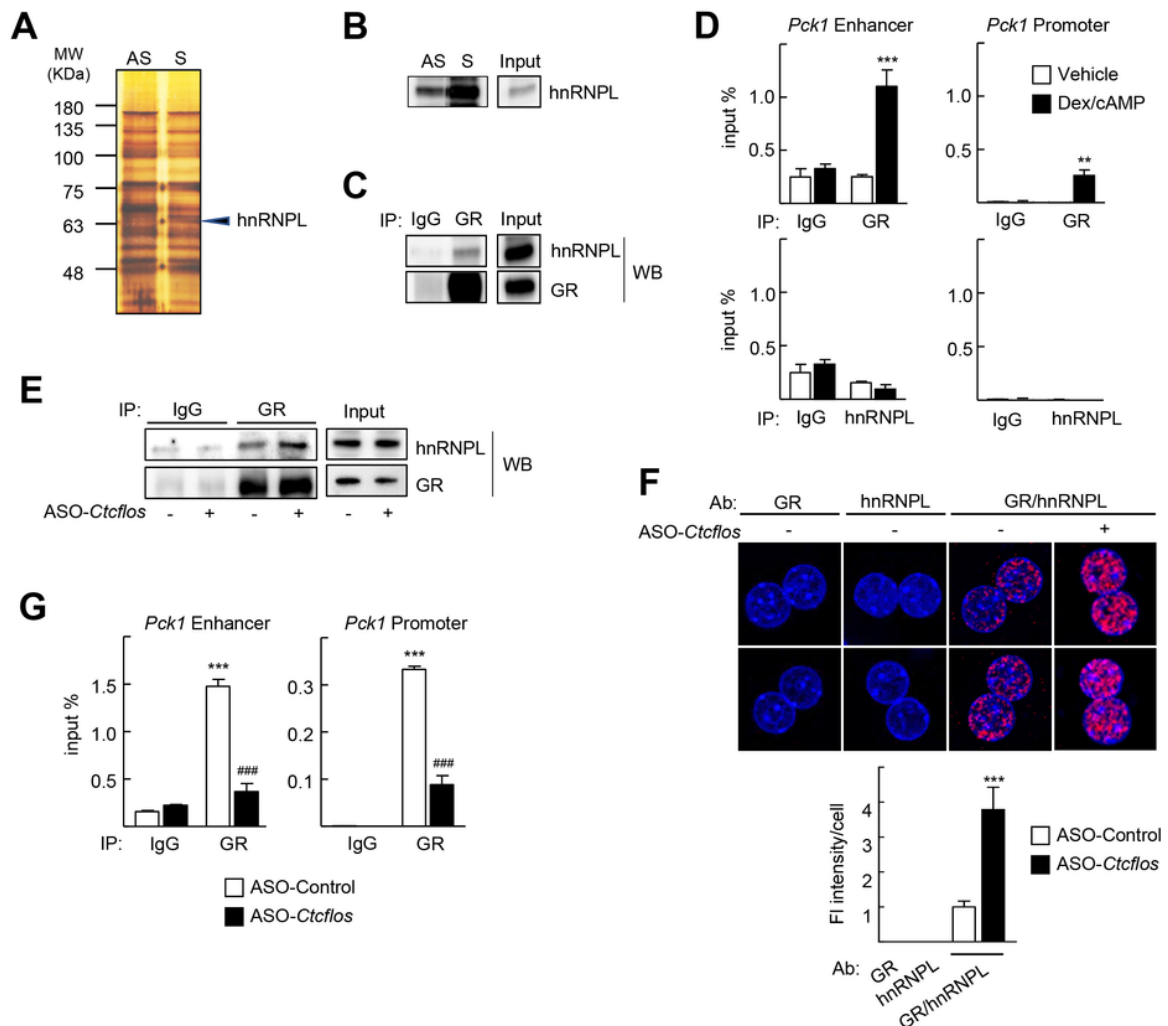 A
MW
(KDa)
AS S
180
135
100
75
63
48
hnRNPL
B
AS S Input
hnRNPL
C
IP: IgG GR Input
hnRNPL
GR
WB
D
Pck1 Enhancer Pck1 Promoter
input %
1.0
0.5
***
1.0
0.5
**
Vehicle
Dex/cAMP
IP: IgG GR IgG GR
input %
1.0
0.5
1.0
0.5
IP: IgG hnRNPL IgG hnRNPL
E
IP: IgG GR Input
hnRNPL
GR
WB
ASO-Ctcflos - + - + - +
F
Ab: GR hnRNPL GR/hnRNPL
ASO-Ctcflos - - - +
FI intensity/cell
4
2
1
***
ASO-Control
ASO-Ctcflos
Ab: GR
hnRNPL
GR/hnRNPL
G
Pck1 Enhancer Pck1 Promoter
input %
1.5
1.0
0.5
***
###
0.3
0.1
***
###
IP: IgG GR IgG GR
ASO-Control
ASO-Ctcflos